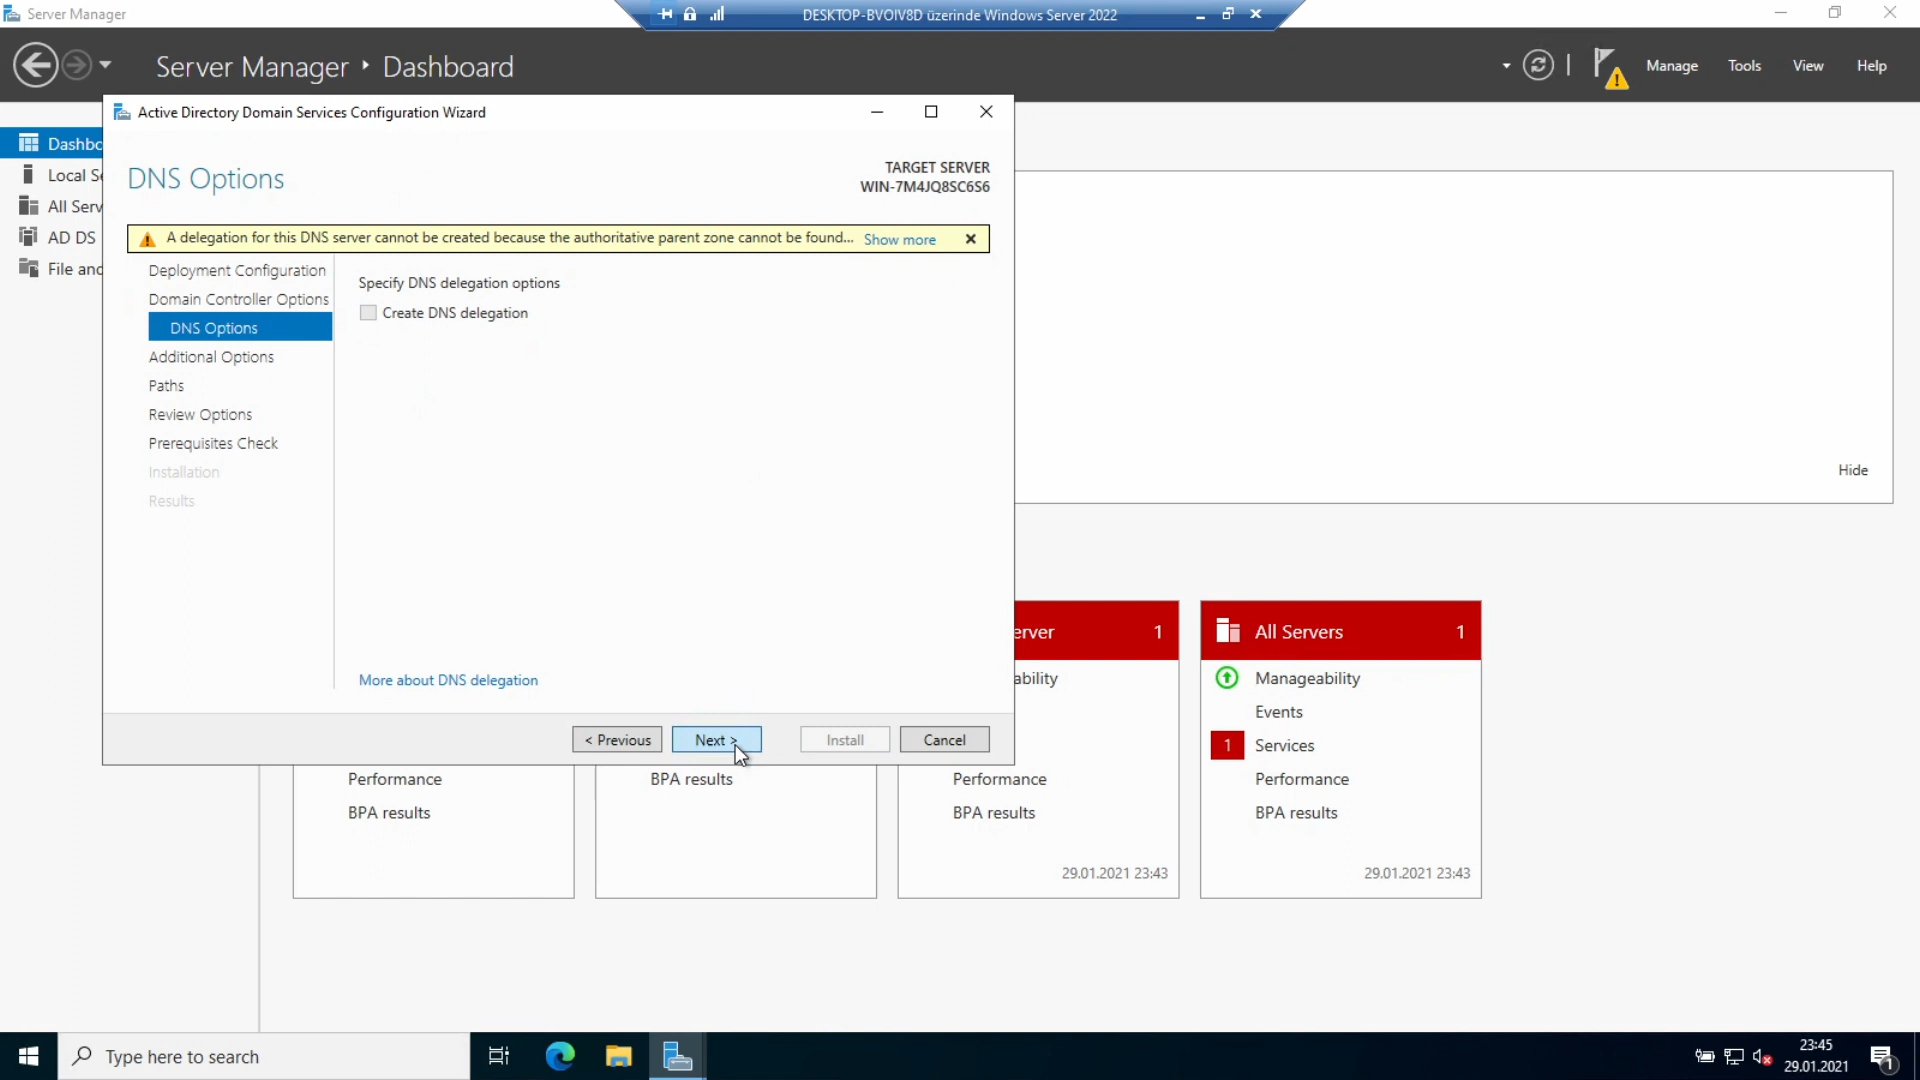 Server Manager
DESKTOP-BVOIV8D üzerinde Windows Server 2022
Server Manager
Dashboard
Manage
Tools
View
Help
Active Directory Domain Services Configuration Wizard
DNS Options
TARGET SERVER
WIN-7M4JQ8SC6S6
A delegation for this DNS server cannot be created because the authoritative parent zone cannot be found... Show more
Dashbo
Local Se
All Serv
AD DS
File and
Deployment Configuration
Domain Controller Options
DNS Options
Additional Options
Paths
Review Options
Prerequisites Check
Installation
Results
Specify DNS delegation options
Create DNS delegation
More about DNS delegation
< Previous
Next >
Install
Cancel
Hide
Performance
BPA results
BPA results
erver
1
ability
Performance
BPA results
29.01.2021 23:43
All Servers
1
Manageability
Events
1
Services
Performance
BPA results
29.01.2021 23:43
Type here to search
23:45
29.01.2021
1